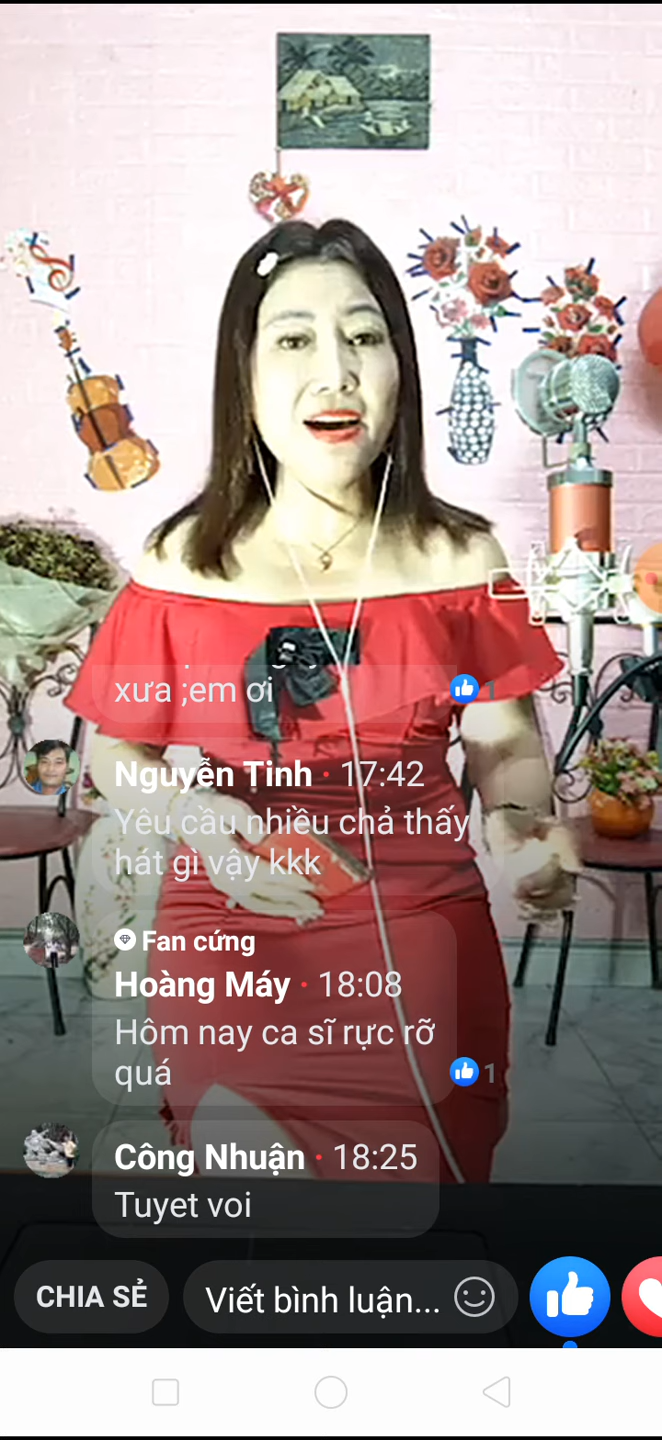 xưa ;em ơi
1
Nguyễn Tinh • 17:42
Yêu cầu nhiều chả thấy
hát gì vậy kkk
Fan cứng
Hoàng Máy • 18:08
Hôm nay ca sĩ rực rỡ
quá
1
Công Nhuận • 18:25
Tuyet voi
CHIA SẺ
Viết bình luận...